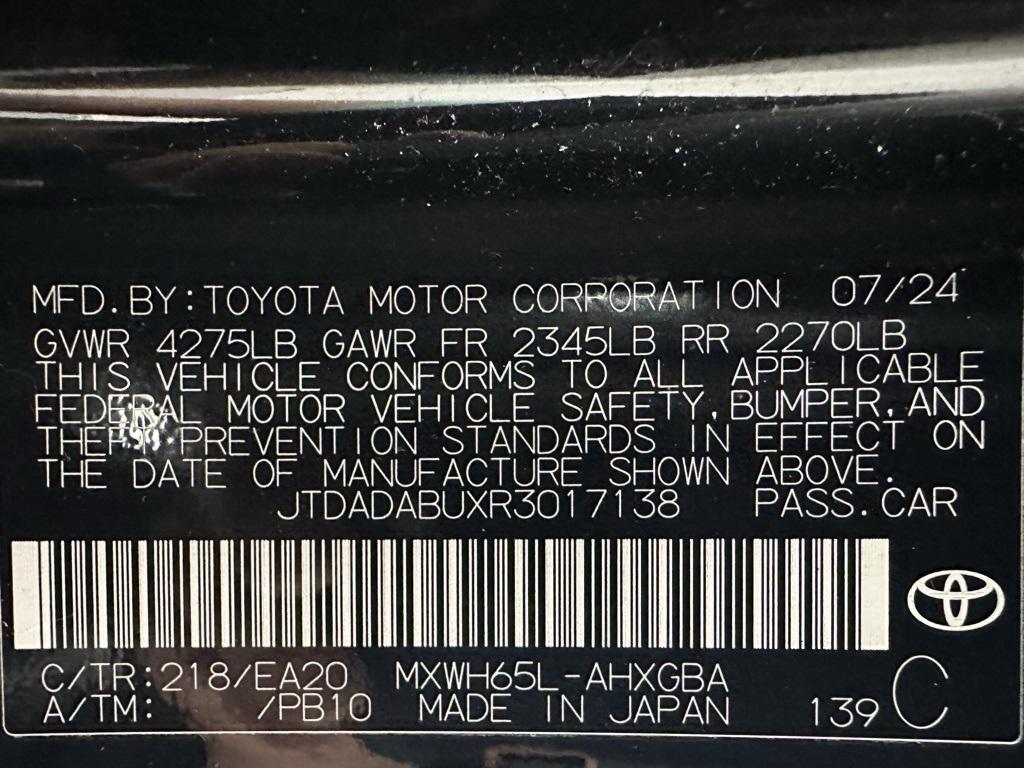 MFD.BY:TOYOTA MOTOR CORPORATION 07/24
GVWR 4275LB GAWR FR 2345LB RR 2270LB
THIS VEHICLE CONFORMS TO ALL APPLICABLE
FEDERAL MOTOR VEHICLE SAFETY,BUMPER,AND
THEFT PREVENTION STANDARDS IN EFFECT ON
THE DATE OF MANUFACTURE SHOWN ABOVE.
JTDADABUXR3017138 PASS.CAR
C/TR:218/EA20 MXWH65L-AHXGBA C
A/TM: /PB10 MADE IN JAPAN 139